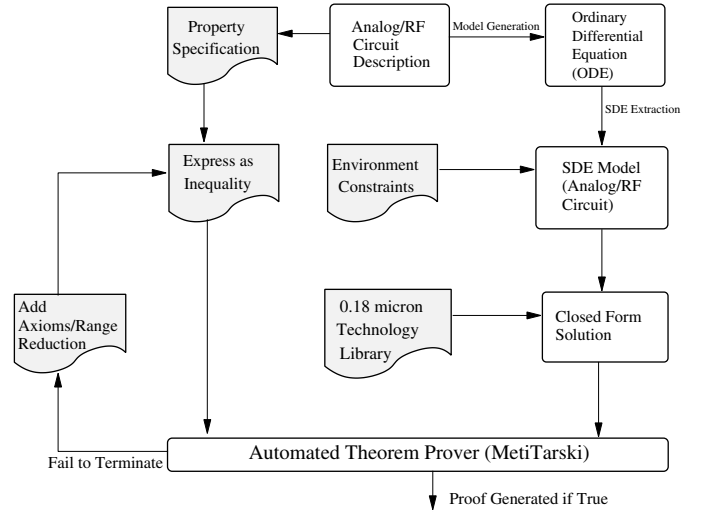 Property
Specification
Analog/RF
Circuit
Description
Model Generation
Ordinary
Differential
Equation
(ODE)
SDE Extraction
Express as
Inequality
Environment
Constraints
SDE Model
(Analog/RF
Circuit)
Add
Axioms/Range
Reduction
0.18 micron
Technology
Library
Closed Form
Solution
Automated Theorem Prover (MetiTarski)
Fail to Terminate
Proof Generated if True